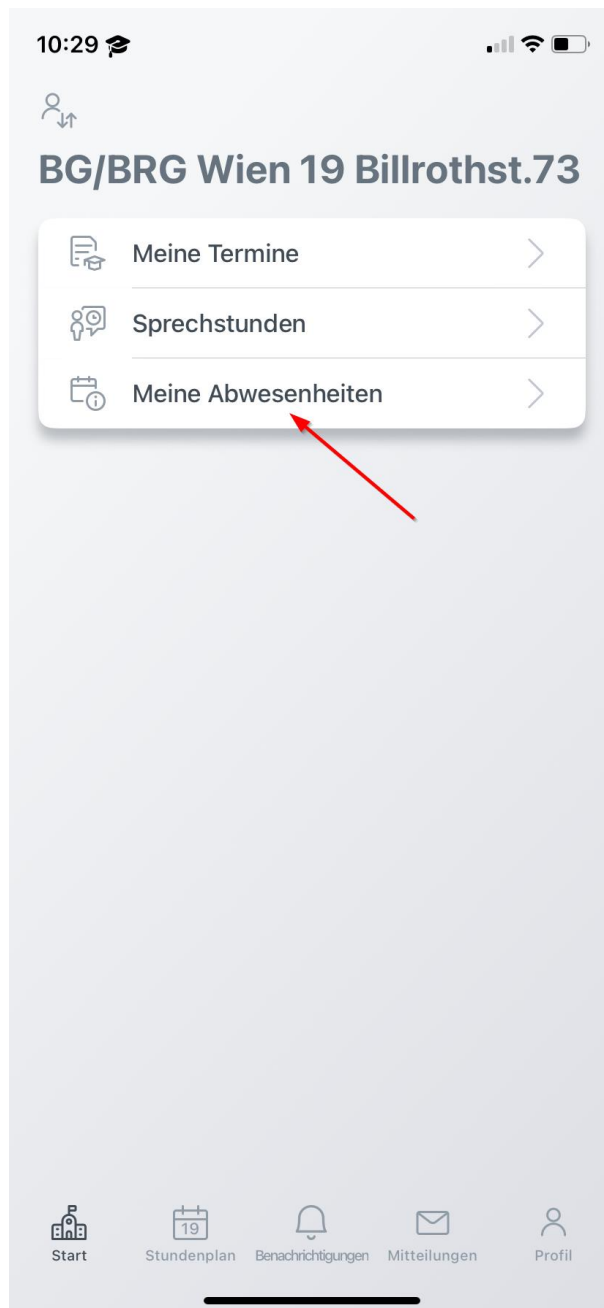 10:29
BG/BRG Wien 19 Billrothst.73
Meine Termine
Sprechstunden
Meine Abwesenheiten
19
Start Stundenplan Benachrichtigungen Mitteilungen Profil